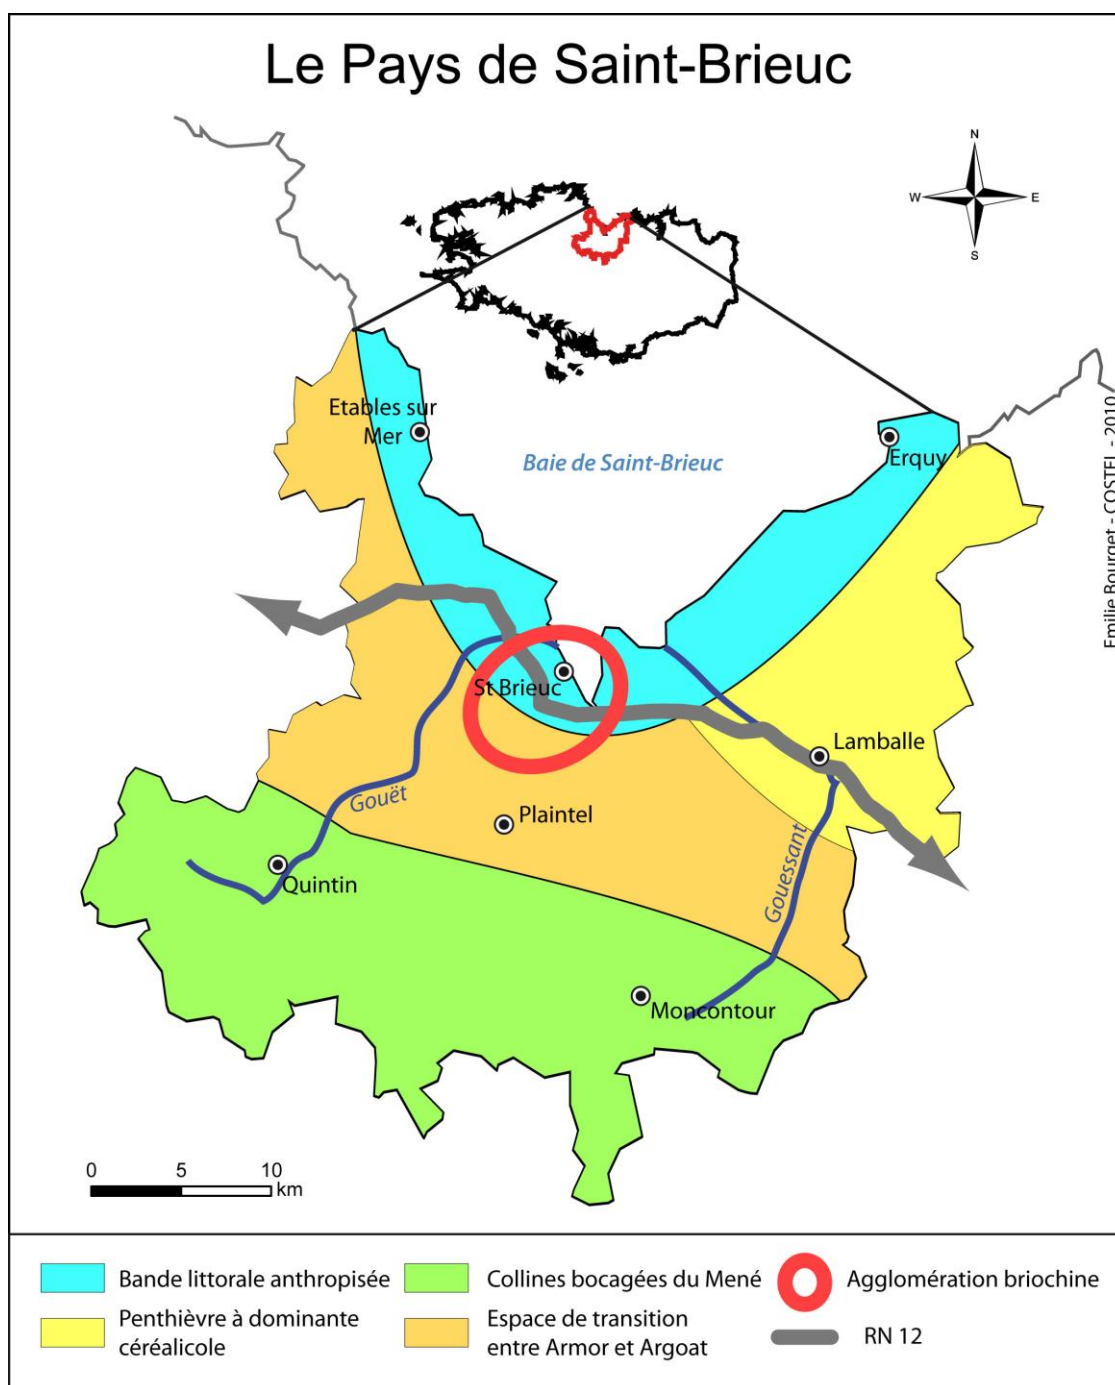 Le Pays de Saint-Brieuc
N
W
E
S
Etables sur
Mer
Baie de Saint-Brieuc
Erquy
Emilie Bourget - COSTEL - 2010
St Brieuc
Lamballe
Gouët
Plaintel
Gouessant
Quintin
Moncontour
0 5 10
km
Bande littorale anthropisée
Collines bocagées du Mené
Agglomération briochine
Penthièvre à dominante
céréalicole
Espace de transition
entre Armor et Argoat
RN 12